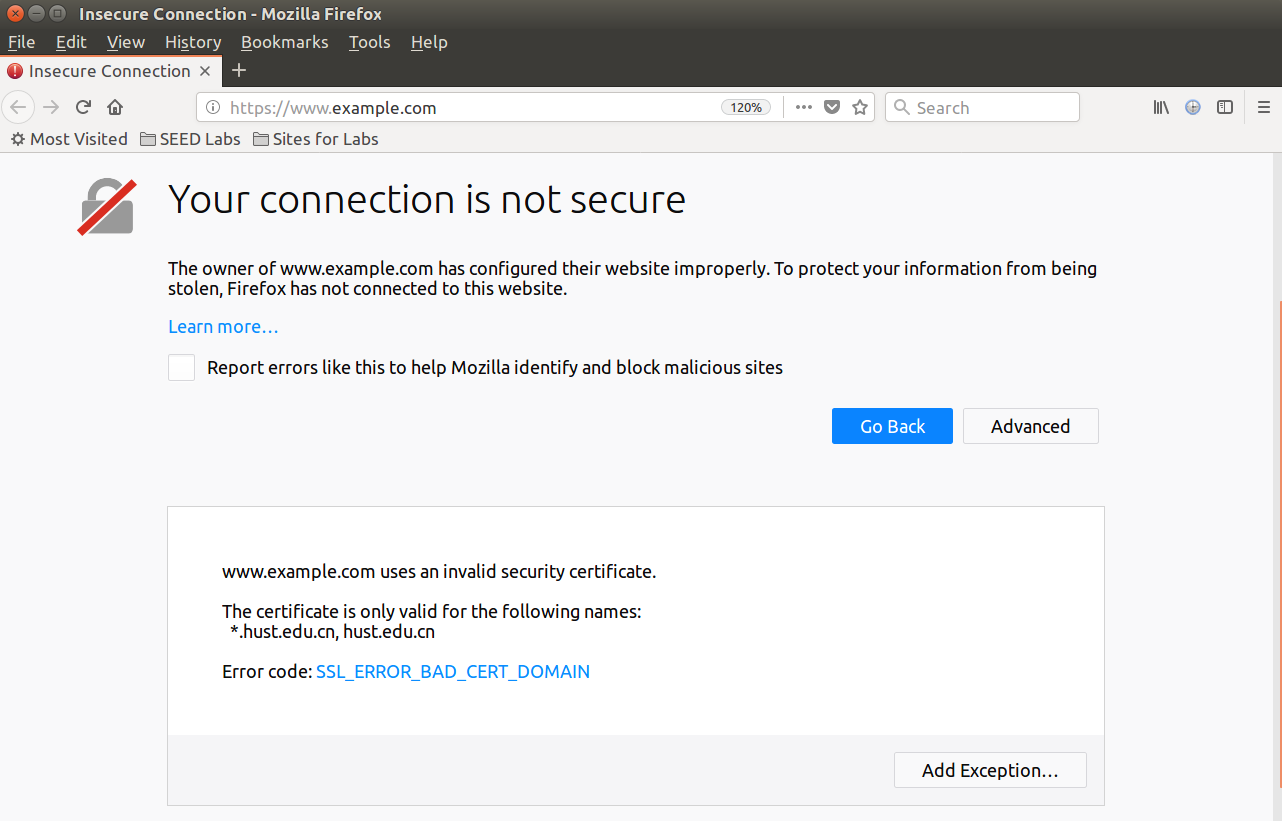 Insecure Connection - Mozilla Firefox
File Edit View History Bookmarks Tools Help
Insecure Connection
https://www.example.com 120% Search
Most Visited SEED Labs Sites for Labs
Your connection is not secure
The owner of www.example.com has configured their website improperly. To protect your information from being
stolen, Firefox has not connected to this website.
Learn more…
Report errors like this to help Mozilla identify and block malicious sites
Go Back Advanced
www.example.com uses an invalid security certificate.
The certificate is only valid for the following names:
*.hust.edu.cn, hust.edu.cn
Error code: SSL_ERROR_BAD_CERT_DOMAIN
Add Exception…